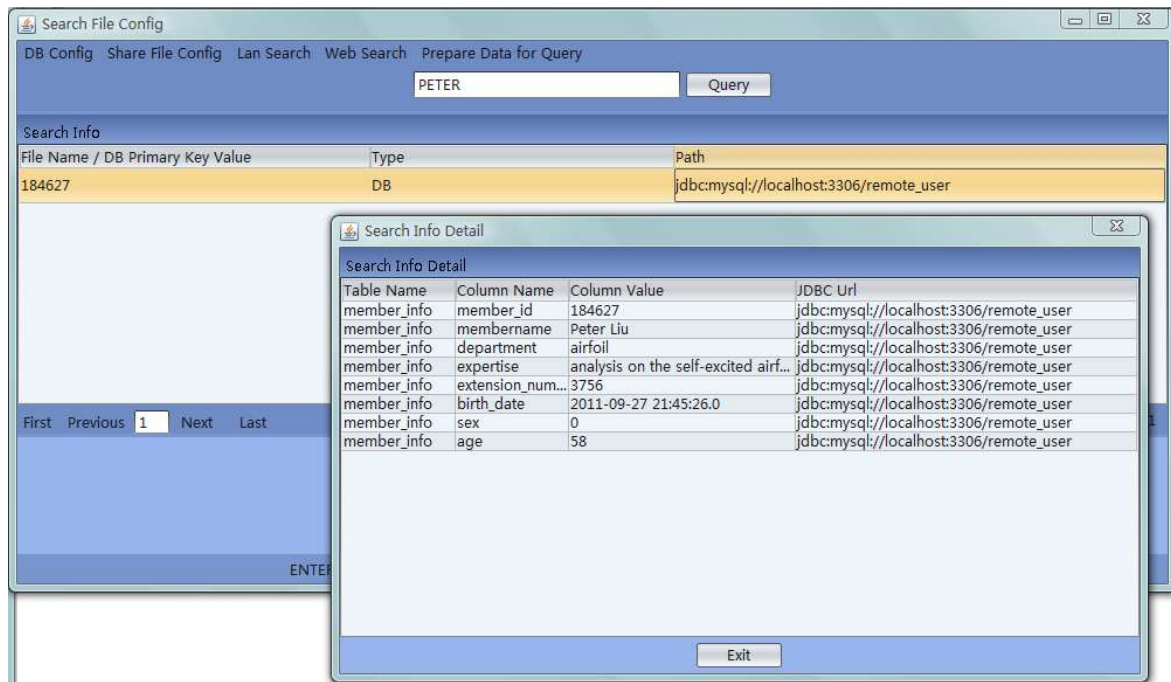 Search File Config
DB Config Share File Config Lan Search Web Search Prepare Data for Query
PETER Query
Search Info
File Name / DB Primary Key Value Type Path
184627 DB jdbc:mysql://localhost:3306/remote_user
Search Info Detail
Search Info Detail
Table Name Column Name Column Value JDBC Url
member_info member_id 184627 jdbc:mysql://localhost:3306/remote_user
member_info membername Peter Liu jdbc:mysql://localhost:3306/remote_user
member_info department airfoil jdbc:mysql://localhost:3306/remote_user
member_info expertise analysis on the self-excited airf... jdbc:mysql://localhost:3306/remote_user
member_info extension_num... 3756 jdbc:mysql://localhost:3306/remote_user
member_info birth_date 2011-09-27 21:45:26.0 jdbc:mysql://localhost:3306/remote_user
member_info sex 0 jdbc:mysql://localhost:3306/remote_user
member_info age 58 jdbc:mysql://localhost:3306/remote_user
First Previous 1 Next Last 1
ENTER
Exit